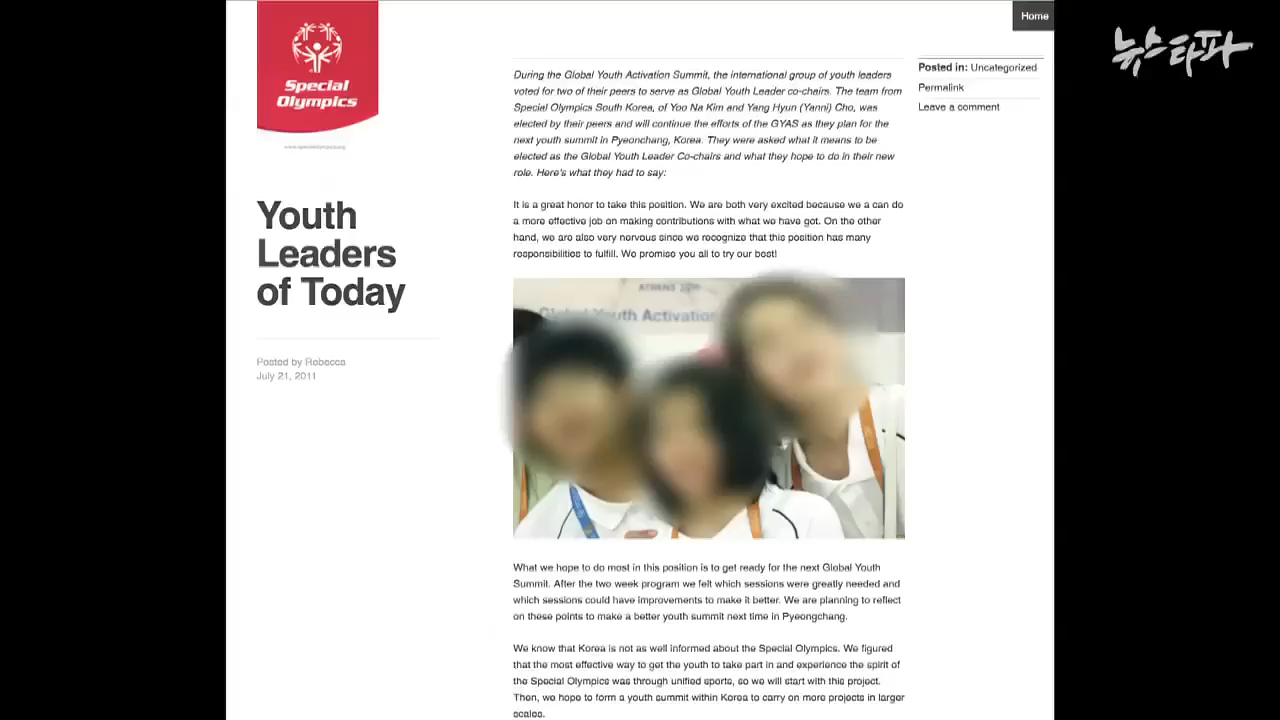 Home
뉴스타파
Special
Olympics
www.specialolympics.org
Youth
Leaders
of Today
Posted by Rebecca
July 21, 2011
During the Global Youth Activation Summit, the international group of youth leaders
voted for two of their peers to serve as Global Youth Leader co-chairs. The team from
Special Olympics South Korea, of Yoo Na Kim and Yang Hyun (Yanni) Cho, was
elected by their peers and will continue the efforts of the GYAS as they plan for the
next youth summit in Pyeonchang, Korea. They were asked what it means to be
elected as the Global Youth Leader Co-chairs and what they hope to do in their new
role. Here's what they had to say:
It is a great honor to take this position. We are both very excited because we a can do
a more effective job on making contributions with what we have got. On the other
hand, we are also very nervous since we recognize that this position has many
responsibilities to fulfill. We promise you all to try our best!
ATHENS
Global Youth Activation
What we hope to do most in this position is to get ready for the next Global Youth
Summit. After the two week program we felt which sessions were greatly needed and
which sessions could have improvements to make it better. We are planning to reflect
on these points to make a better youth summit next time in Pyeongchang.
We know that Korea is not as well informed about the Special Olympics. We figured
that the most effective way to get the youth to take part in and experience the spirit of
the Special Olympics was through unified sports, so we will start with this project.
Then, we hope to form a youth summit within Korea to carry on more projects in larger
scales.
Posted in: Uncategorized
Permalink
Leave a comment